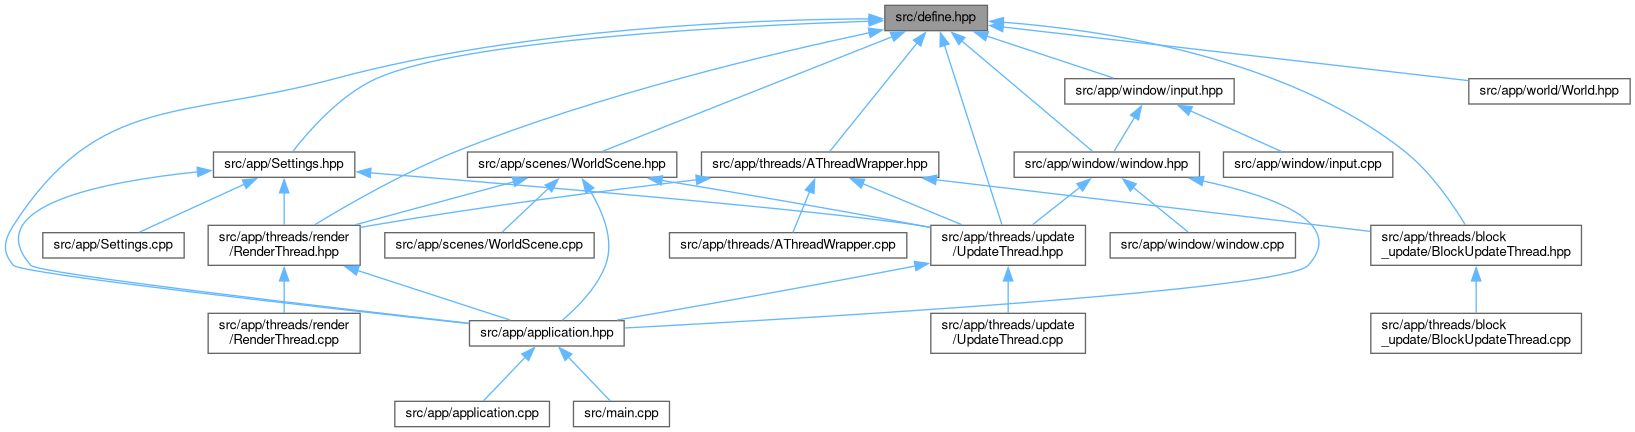 src/define.hpp
src/app/window/input.hpp
src/app/world/World.hpp
src/app/Settings.hpp
src/app/scenes/WorldScene.hpp
src/app/threads/AThreadWrapper.hpp
src/app/window/window.hpp
src/app/window/input.cpp
src/app/Settings.cpp
src/app/threads/render
/RenderThread.hpp
src/app/scenes/WorldScene.cpp
src/app/threads/AThreadWrapper.cpp
src/app/threads/update
/UpdateThread.hpp
src/app/window/window.cpp
src/app/threads/block
_update/BlockUpdateThread.hpp
src/app/threads/render
/RenderThread.cpp
src/app/application.hpp
src/app/threads/update
/UpdateThread.cpp
src/app/threads/block
_update/BlockUpdateThread.cpp
src/app/application.cpp
src/main.cpp